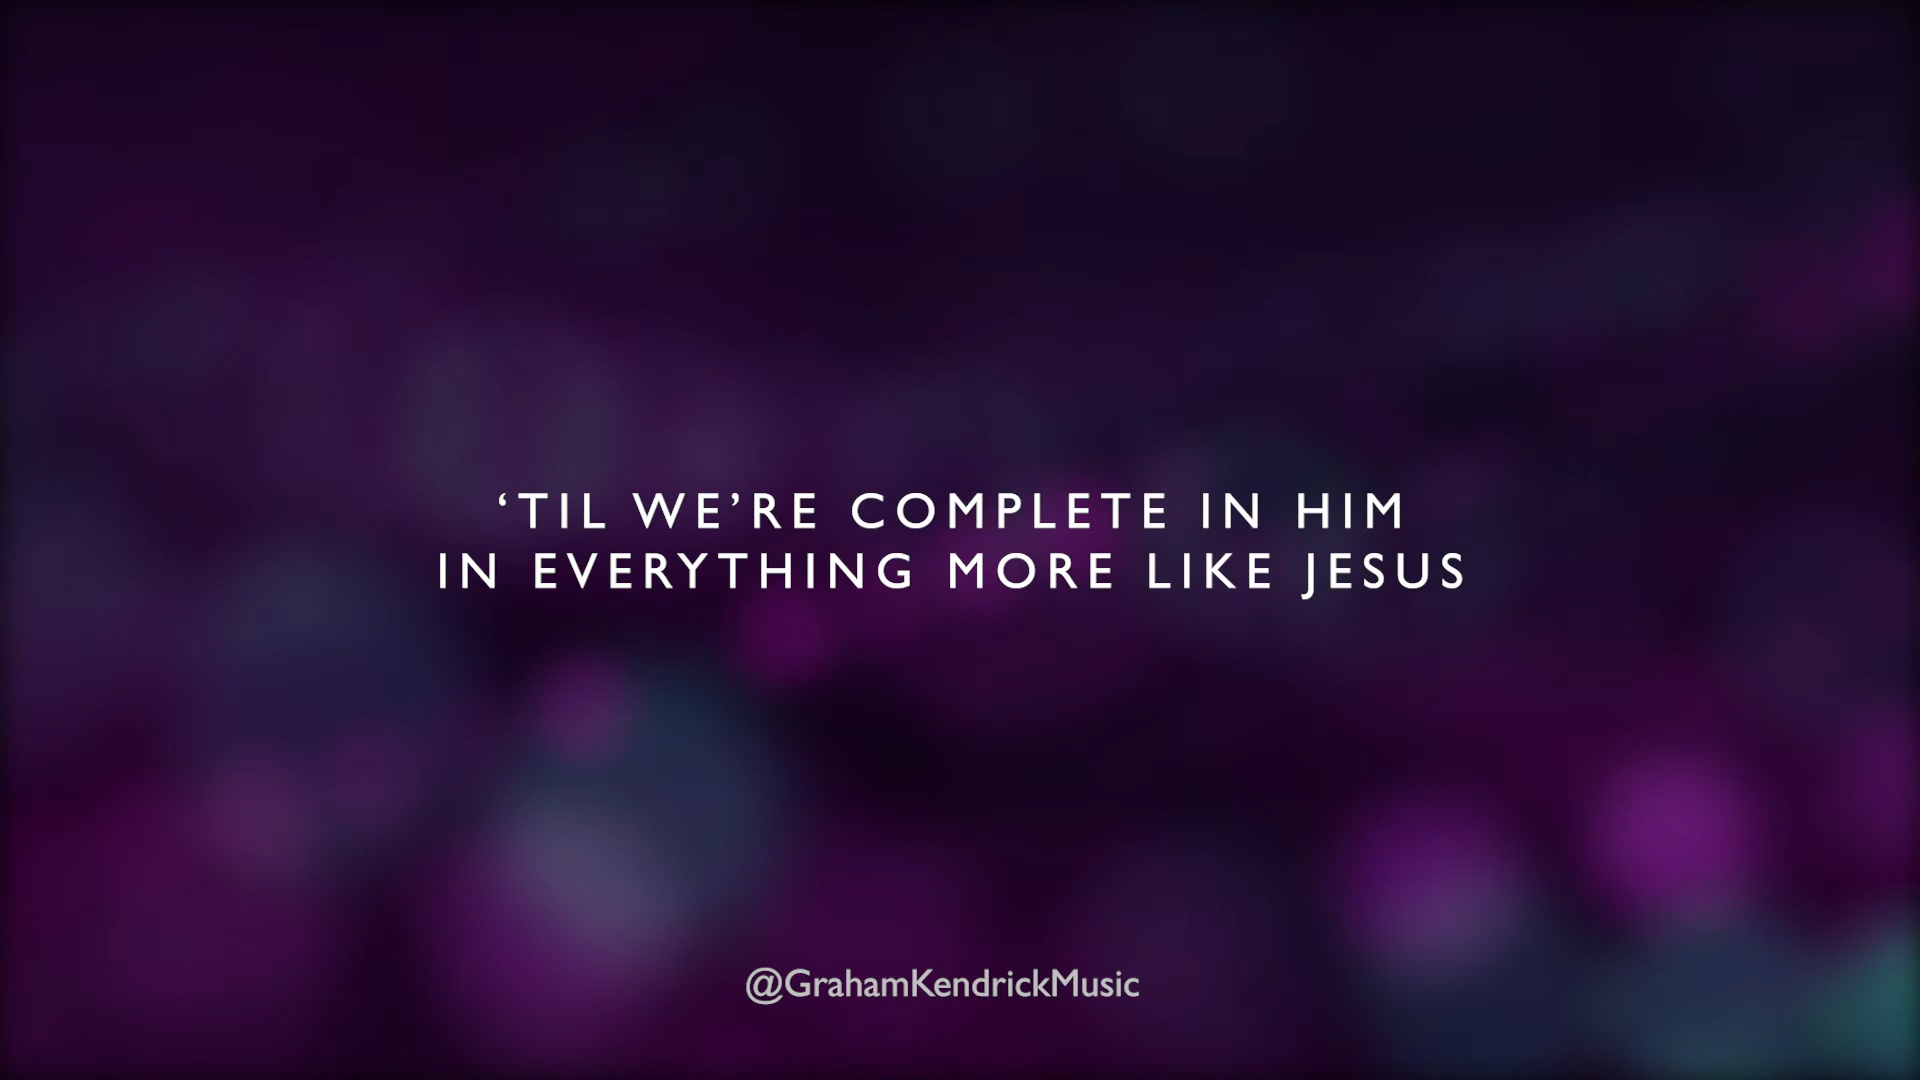 ‘TIL WE’RE COMPLETE IN HIM
IN EVERYTHING MORE LIKE JESUS
@GrahamKendrickMusic